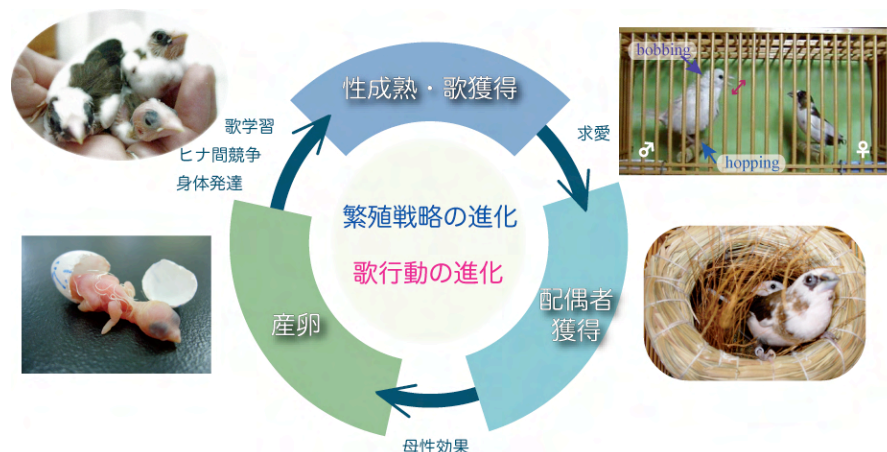 性成熟・歌獲得
bobbing
♂
hopping
♀
求愛
歌学習
ヒナ間競争
身体発達
繁殖戦略の進化
歌行動の進化
配偶者
獲得
産卵
母性効果